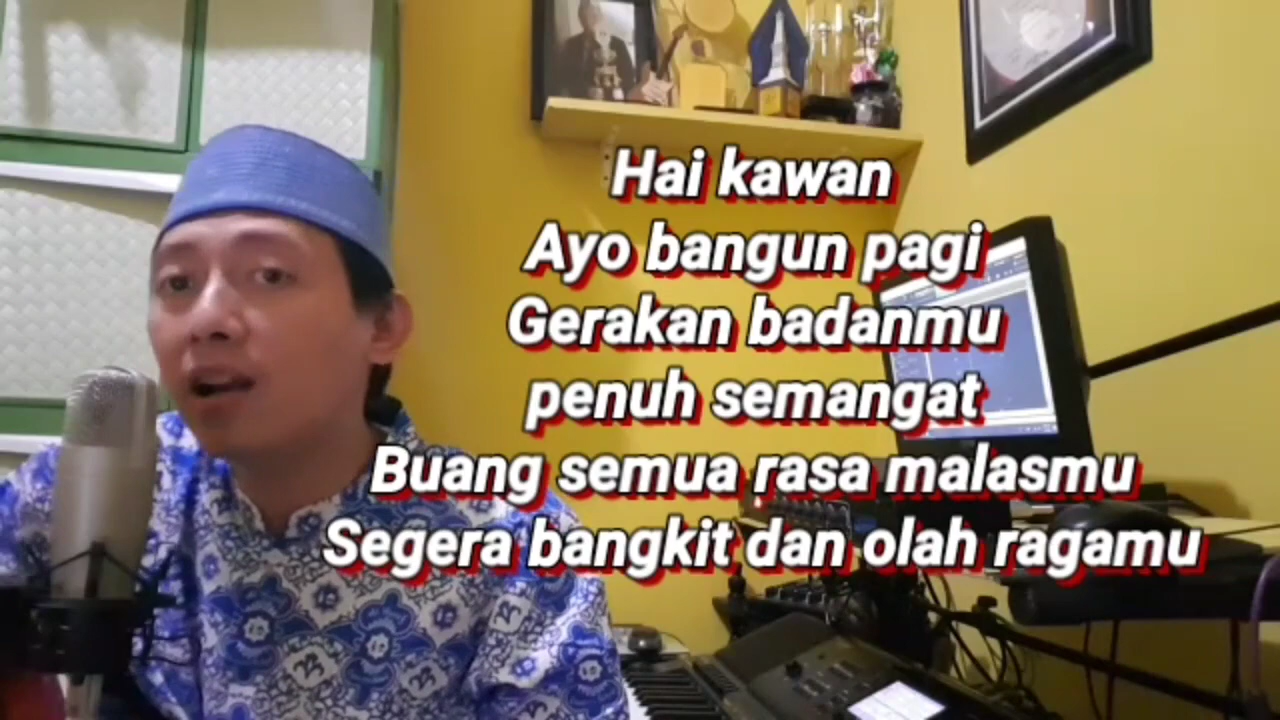 Hai kawan
Ayo bangun pagi
Gerakan badanmu
penuh semangat
Buang semua rasa malasmu
Segera bangkit dan olah ragamu